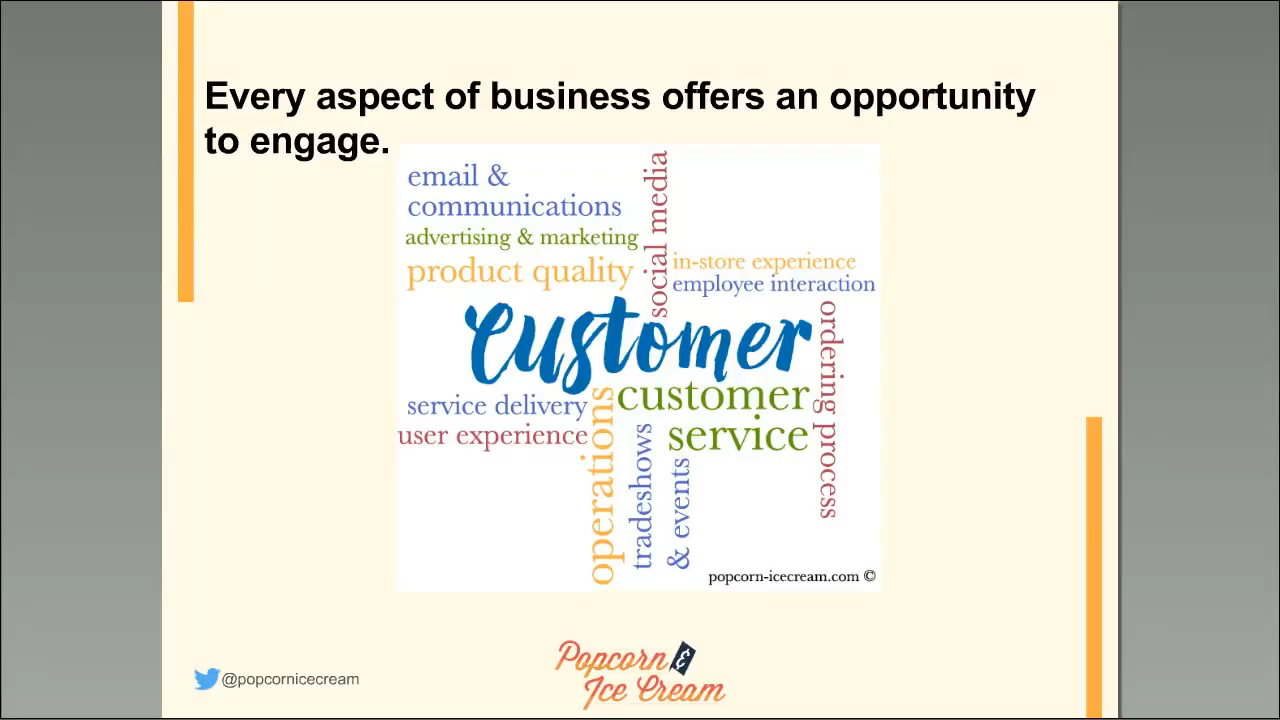 Every aspect of business offers an opportunity
to engage.
email &
communications
advertising & marketing
product quality
social media
in-store experience
employee interaction
Customer
ordering process
service delivery
user experience
operations
customer
service
tradeshows
& events
popcorn-icecream.com ©
@popcornicecream
Popcorn &
Ice Cream